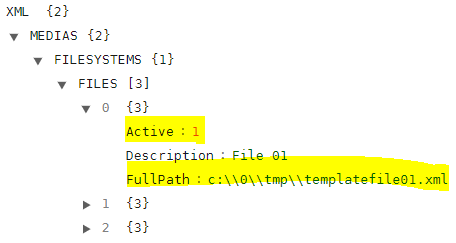 XML {2}
MEDIAS {2}
FILESYSTEMS {1}
FILES [3]
0 {3}
Active : 1
Description : File 01
FullPath : c:\\0\\tmp\\templatefile01.xml
1 {3}
2 {3}